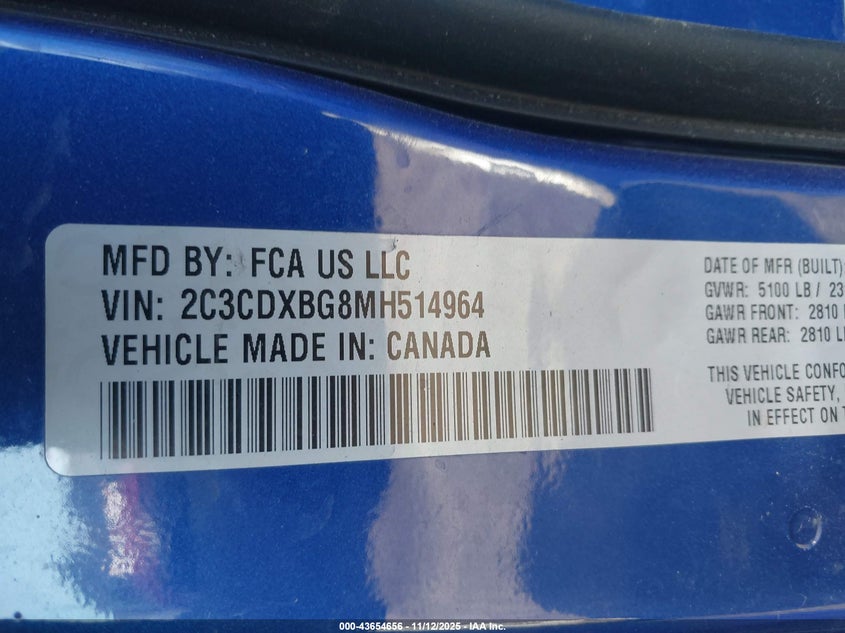 MFD BY: FCA US LLC
VIN: 2C3CDXBG8MH514964
VEHICLE MADE IN: CANADA
DATE OF MFR (BUILT):
GVWR: 5100 LB / 23
GAWR FRONT: 2810
GAWR REAR: 2810
THIS VEHICLE
VEHICLE SAFETY,
IN EFFECT ON
000-43654656 - 11/12/2025 - IAA Inc.